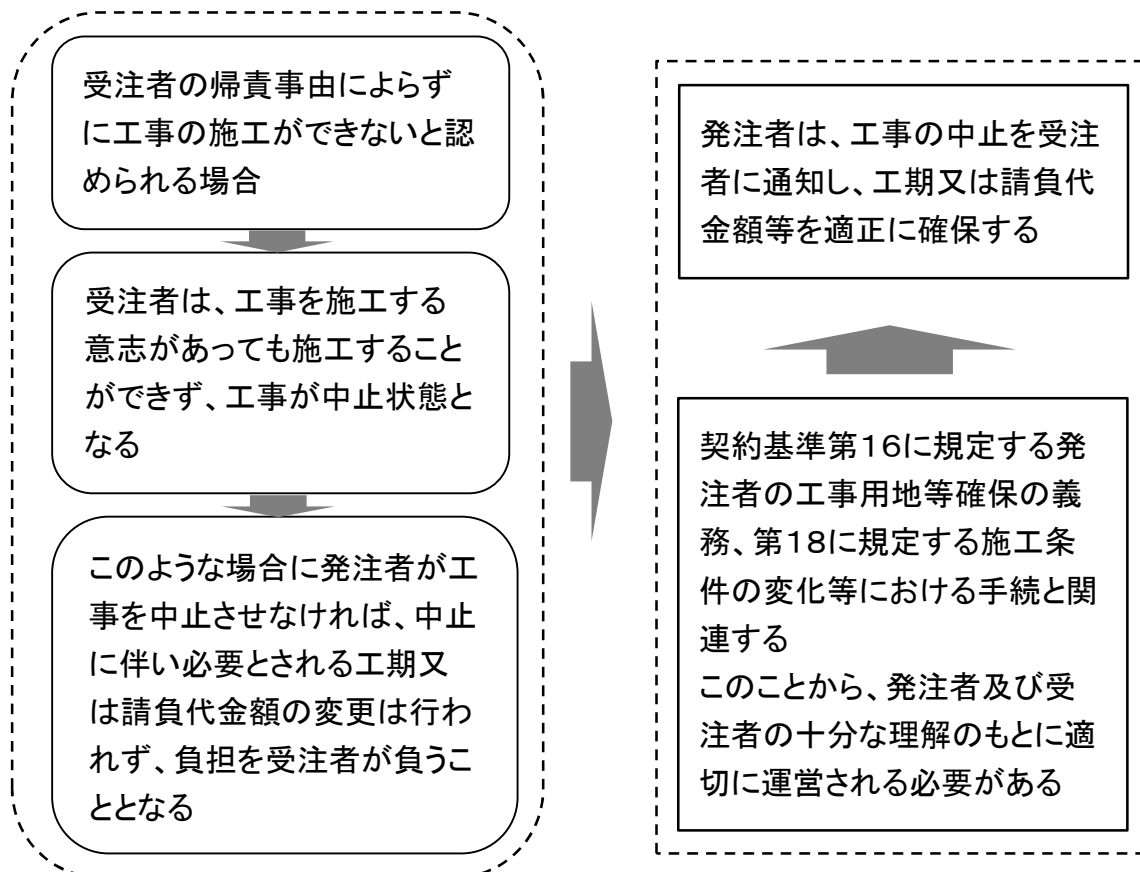 受注者の帰責事由によらず
に工事の施工ができないと認
められる場合
受注者は、工事を施工する
意志があっても施工すること
ができず、工事が中止状態と
なる
このような場合に発注者が工
事を中止させなければ、中止
に伴い必要とされる工期又
は請負代金額の変更は行わ
れず、負担を受注者が負うこ
ととなる
発注者は、工事の中止を受注
者に通知し、工期又は請負代
金額等を適正に確保する
契約基準第16に規定する発
注者の工事用地等確保の義
務、第18に規定する施工条
件の変化等における手続と関
連する
このことから、発注者及び受
注者の十分な理解のもとに適
切に運営される必要がある